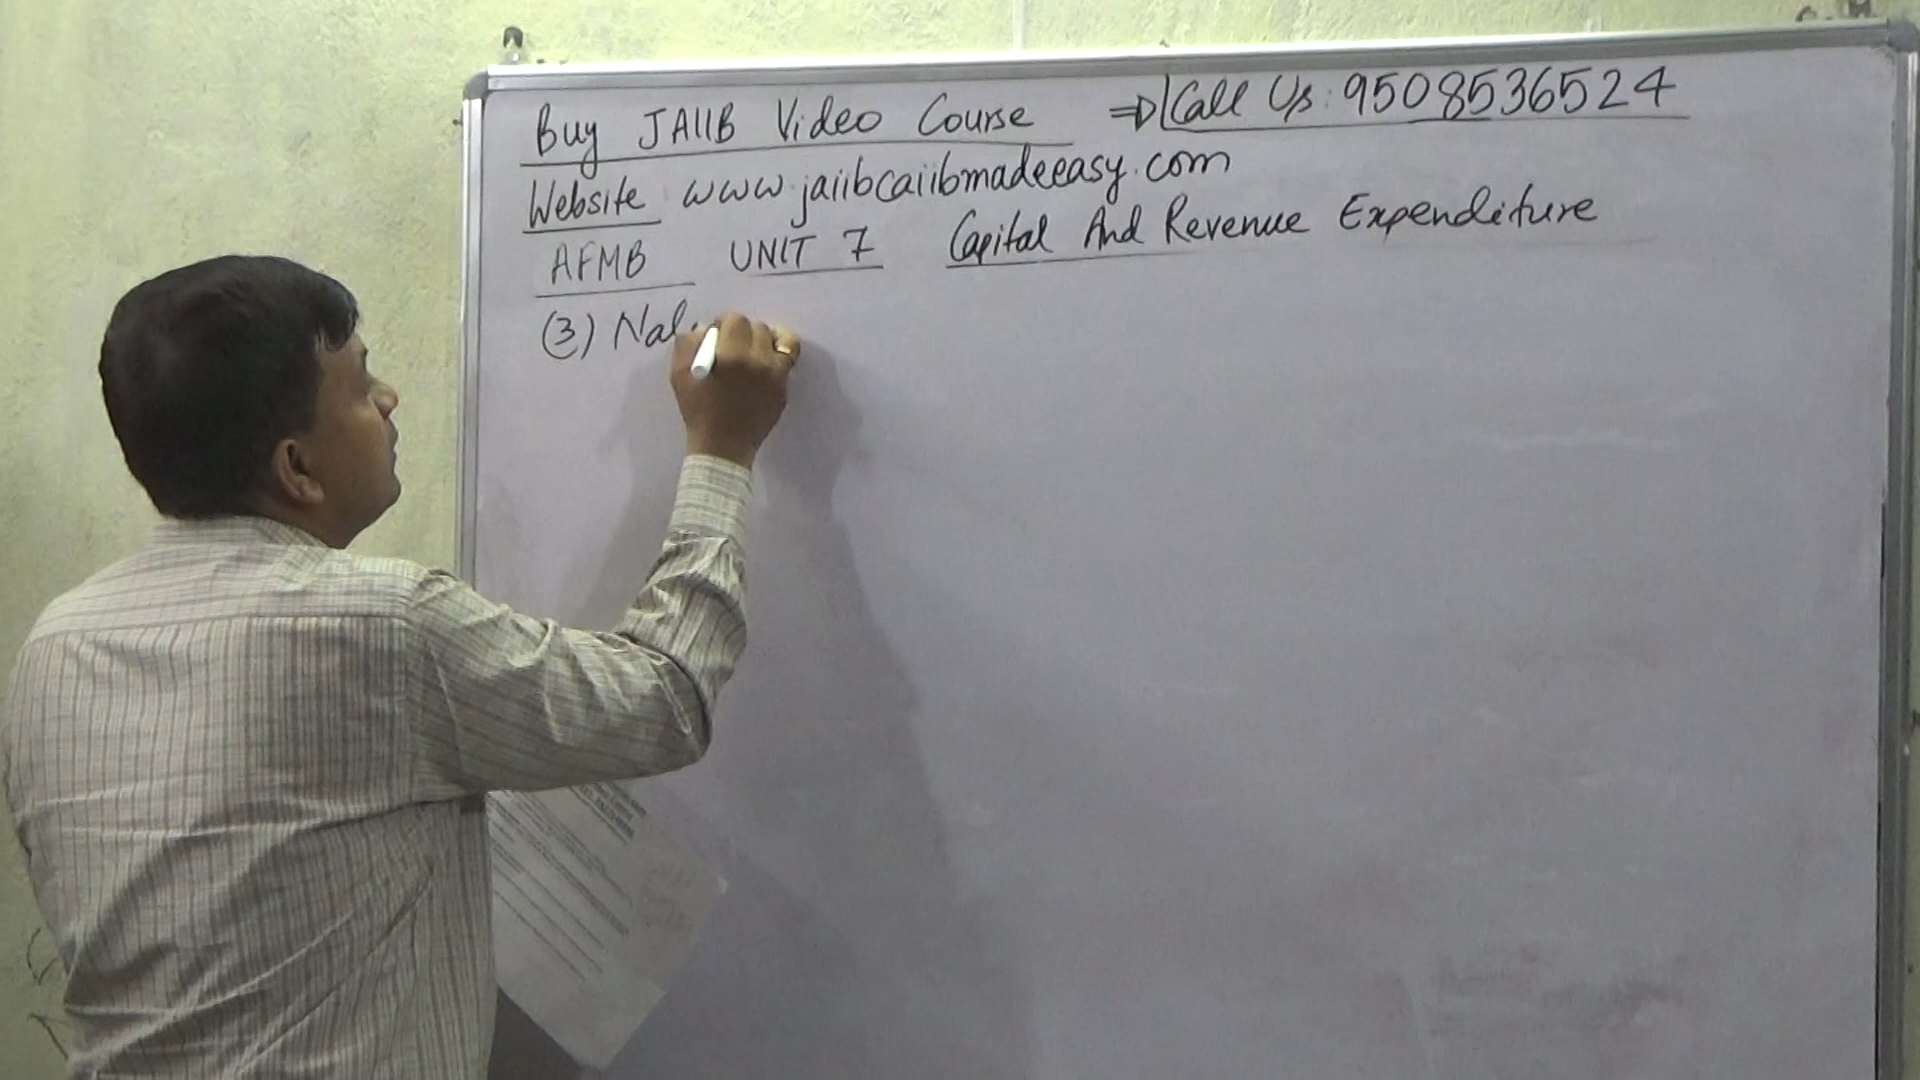 Buy JAIIB Video Course ⇒ Call Us: 9508536524
Website www.jaiibcaiibmadeeasy.com
AFMB UNIT 7 Capital And Revenue Expenditure
(3)